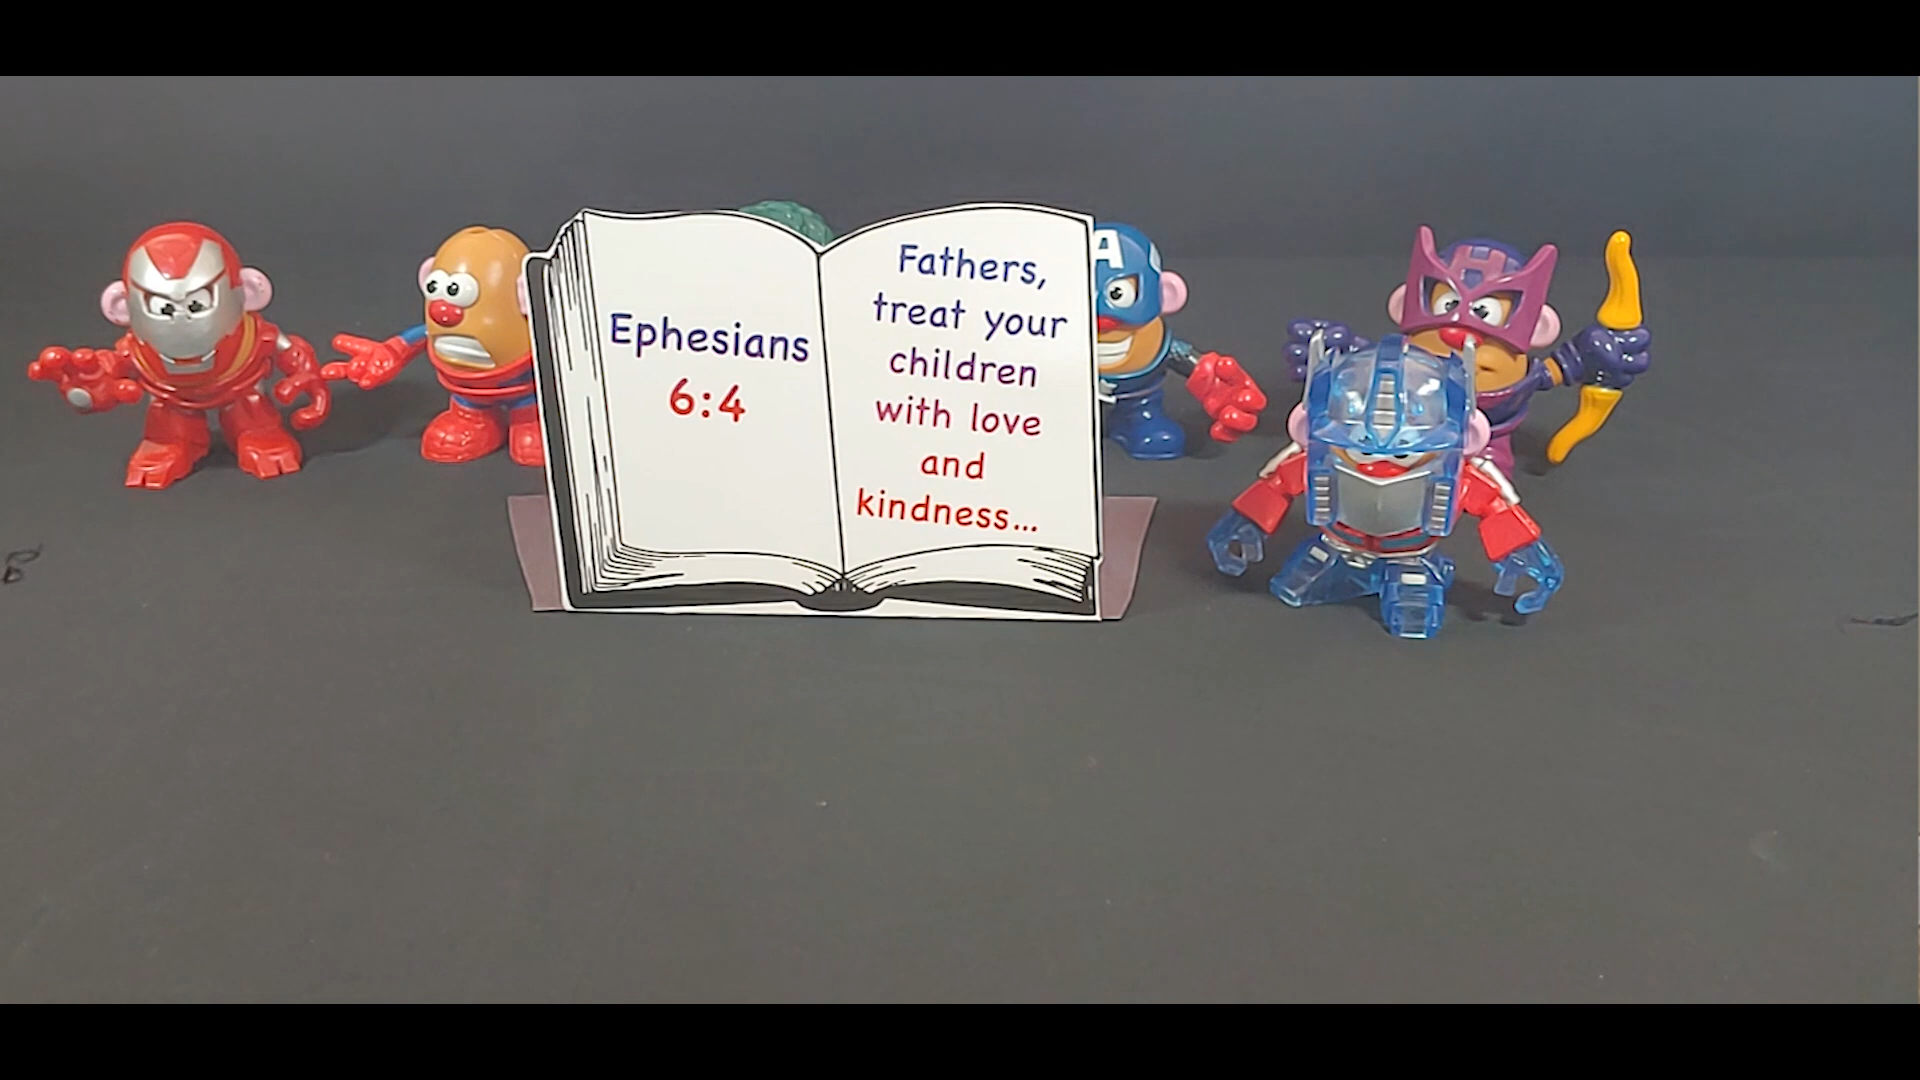 Ephesians
6:4
Fathers,
treat your
children
with love
and
kindness...
A
H